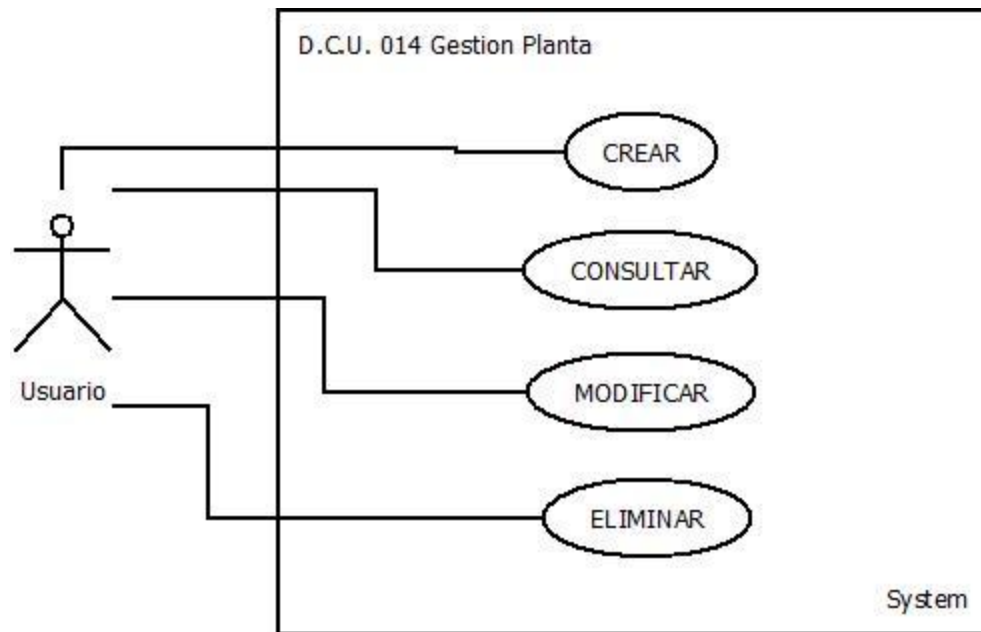 D.C.U. 014 Gestion Planta
CREAR
CONSULTAR
MODIFICAR
Usuario
ELIMINAR
System